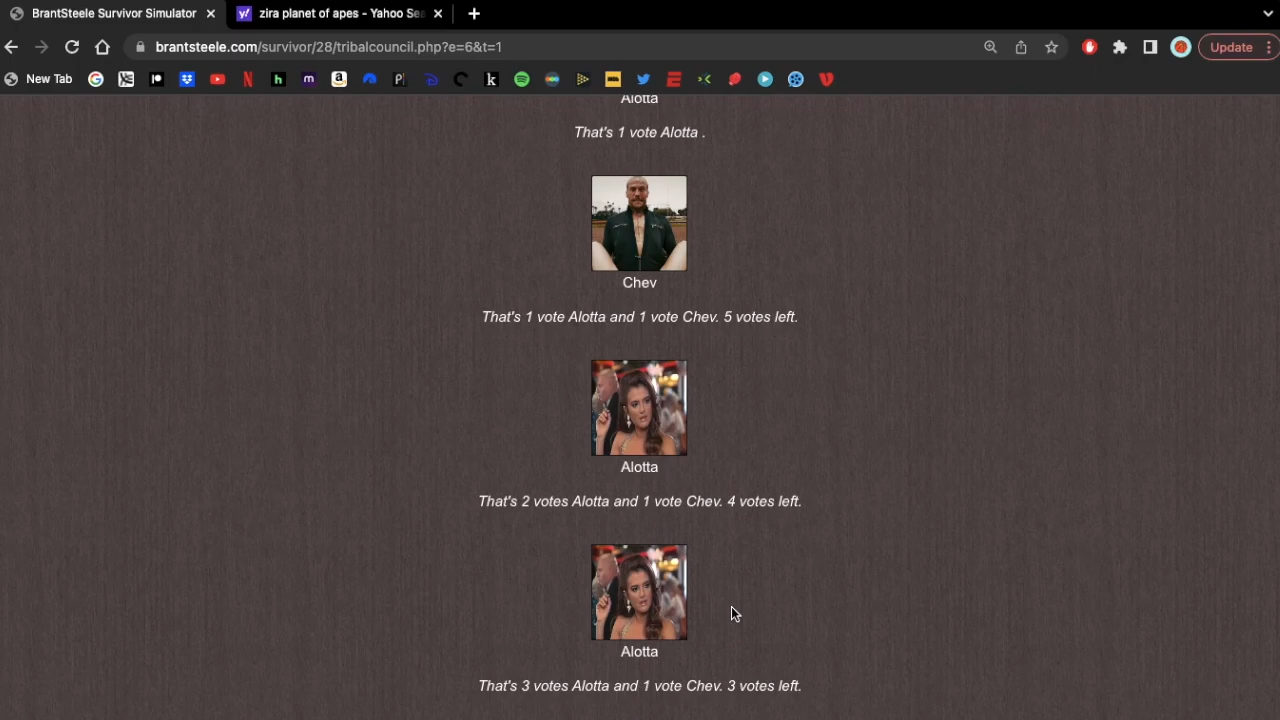 BrantSteele Survivor Simulator
zira planet of apes - Yahoo Sea
brantsteele.com/survivor/28/tribalcouncil.php?e=6&t=1
Update
New Tab
Alotta
That's 1 vote Alotta .
Chev
That's 1 vote Alotta and 1 vote Chev. 5 votes left.
Alotta
That's 2 votes Alotta and 1 vote Chev. 4 votes left.
Alotta
That's 3 votes Alotta and 1 vote Chev. 3 votes left.